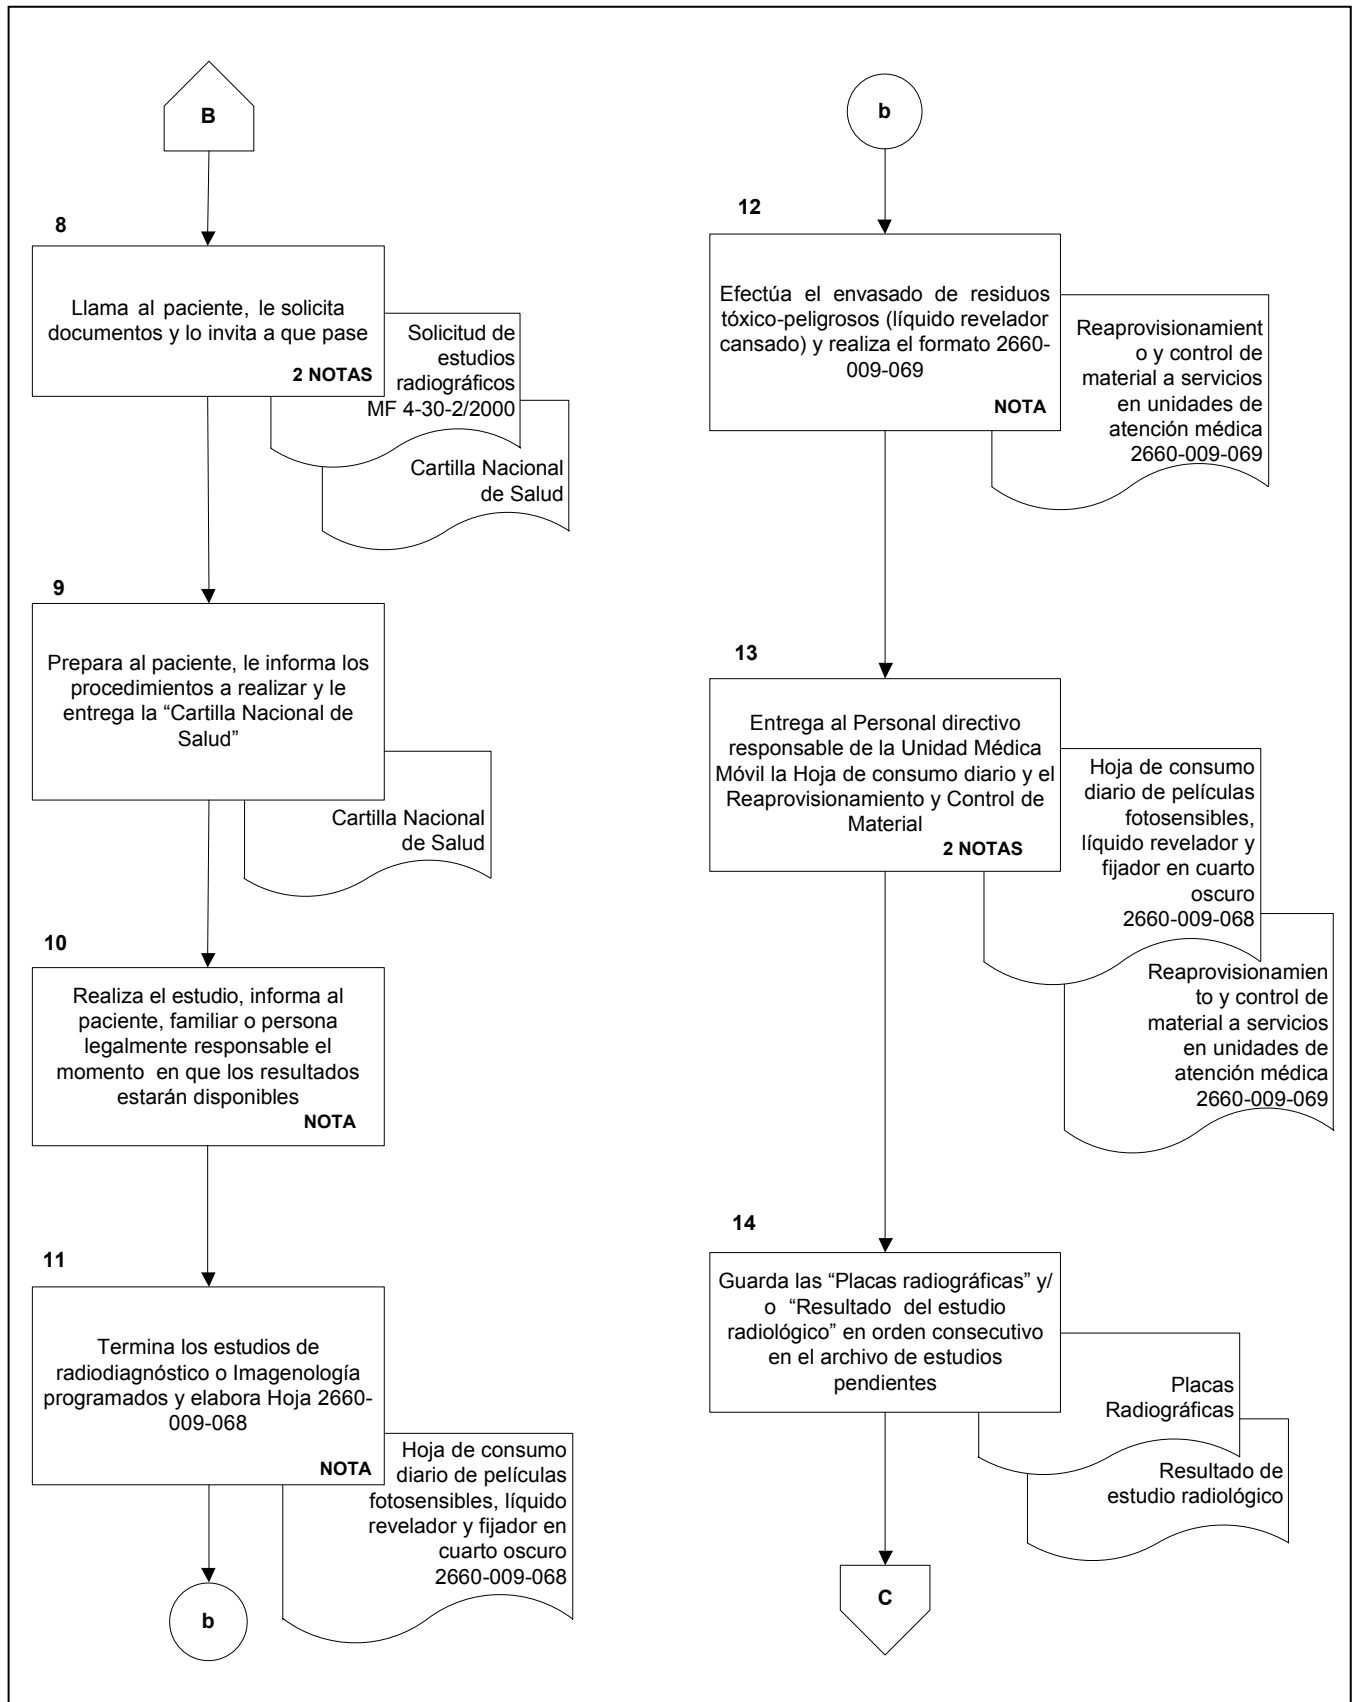 B
8
Llama al paciente, le solicita
documentos y lo invita a que pase
2 NOTAS
Solicitud de
estudios
radiográficos
MF 4-30-2/2000
Cartilla Nacional
de Salud
9
Prepara al paciente, le informa los
procedimientos a realizar y le
entrega la “Cartilla Nacional de
Salud”
Cartilla Nacional
de Salud
10
Realiza el estudio, informa al
paciente, familiar o persona
legalmente responsable el
momento en que los resultados
estarán disponibles
NOTA
11
Termina los estudios de
radiodiagnóstico o Imagenología
programados y elabora Hoja 2660-
009-068
NOTA
Hoja de consumo
diario de películas
fotosensibles, líquido
revelador y fijador en
cuarto oscuro
2660-009-068
b
b
12
Efectúa el envasado de residuos
tóxico-peligrosos (líquido revelador
cansado) y realiza el formato 2660-
009-069
NOTA
Reaprovisionamient
o y control de
material a servicios
en unidades de
atención médica
2660-009-069
13
Entrega al Personal directivo
responsable de la Unidad Médica
Móvil la Hoja de consumo diario y el
Reaprovisionamiento y Control de
Material
2 NOTAS
Hoja de consumo
diario de películas
fotosensibles,
líquido revelador y
fijador en cuarto
oscuro
2660-009-068
Reaprovisionamien
to y control de
material a servicios
en unidades de
atención médica
2660-009-069
14
Guarda las “Placas radiográficas” y/
o “Resultado del estudio
radiológico” en orden consecutivo
en el archivo de estudios
pendientes
Placas
Radiográficas
Resultado de
estudio radiológico
C